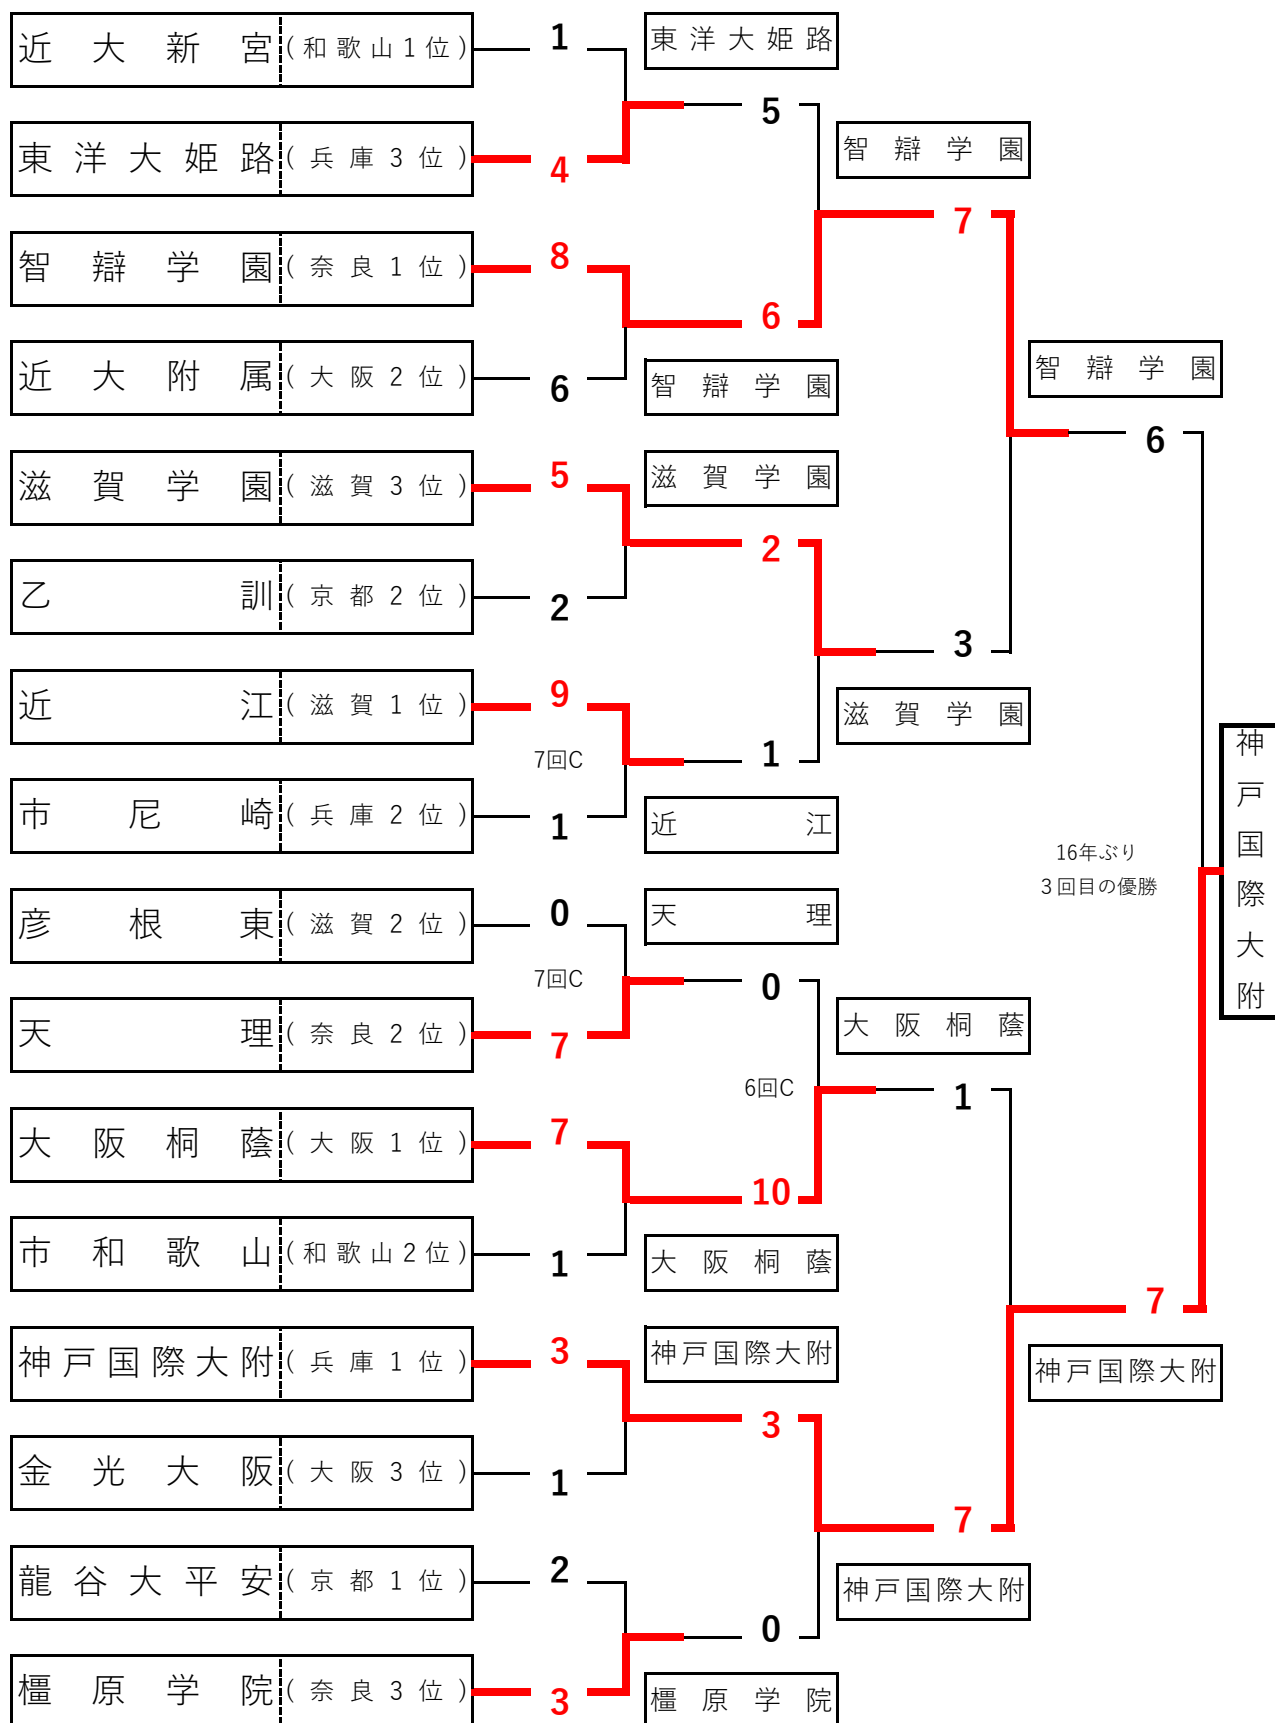 近大新宮 (和歌山1位) 1
東洋大姫路
5
東洋大姫路 (兵庫3位) 4
智辯学園
7
智辯学園 (奈良1位) 8
6
近大附属 (大阪2位) 6
智辯学園
智辯学園
6
滋賀学園 (滋賀3位) 5
滋賀学園
2
乙訓 (京都2位) 2
3
近江 (滋賀1位) 9
滋賀学園
7回C
1
市尼崎 (兵庫2位) 1
近江
神戸国際大附
16年ぶり
3回目の優勝
彦根東 (滋賀2位) 0
天理
7回C
0
天理 (奈良2位) 7
大阪桐蔭
6回C
1
大阪桐蔭 (大阪1位) 7
10
市和歌山 (和歌山2位) 1
大阪桐蔭
7
神戸国際大附 (兵庫1位) 3
神戸国際大附
神戸国際大附
3
金光大阪 (大阪3位) 1
7
龍谷大平安 (京都1位) 2
神戸国際大附
0
橿原学院 (奈良3位) 3
橿原学院